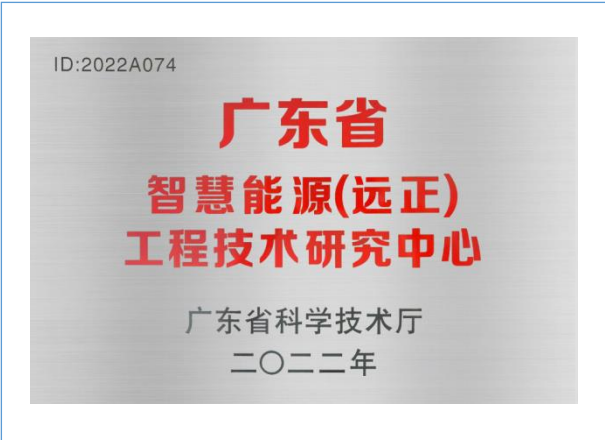 ID:2022A074
广东省
智慧能源(远正)
工程技术研究中心
广东省科学技术厅
二〇二二年